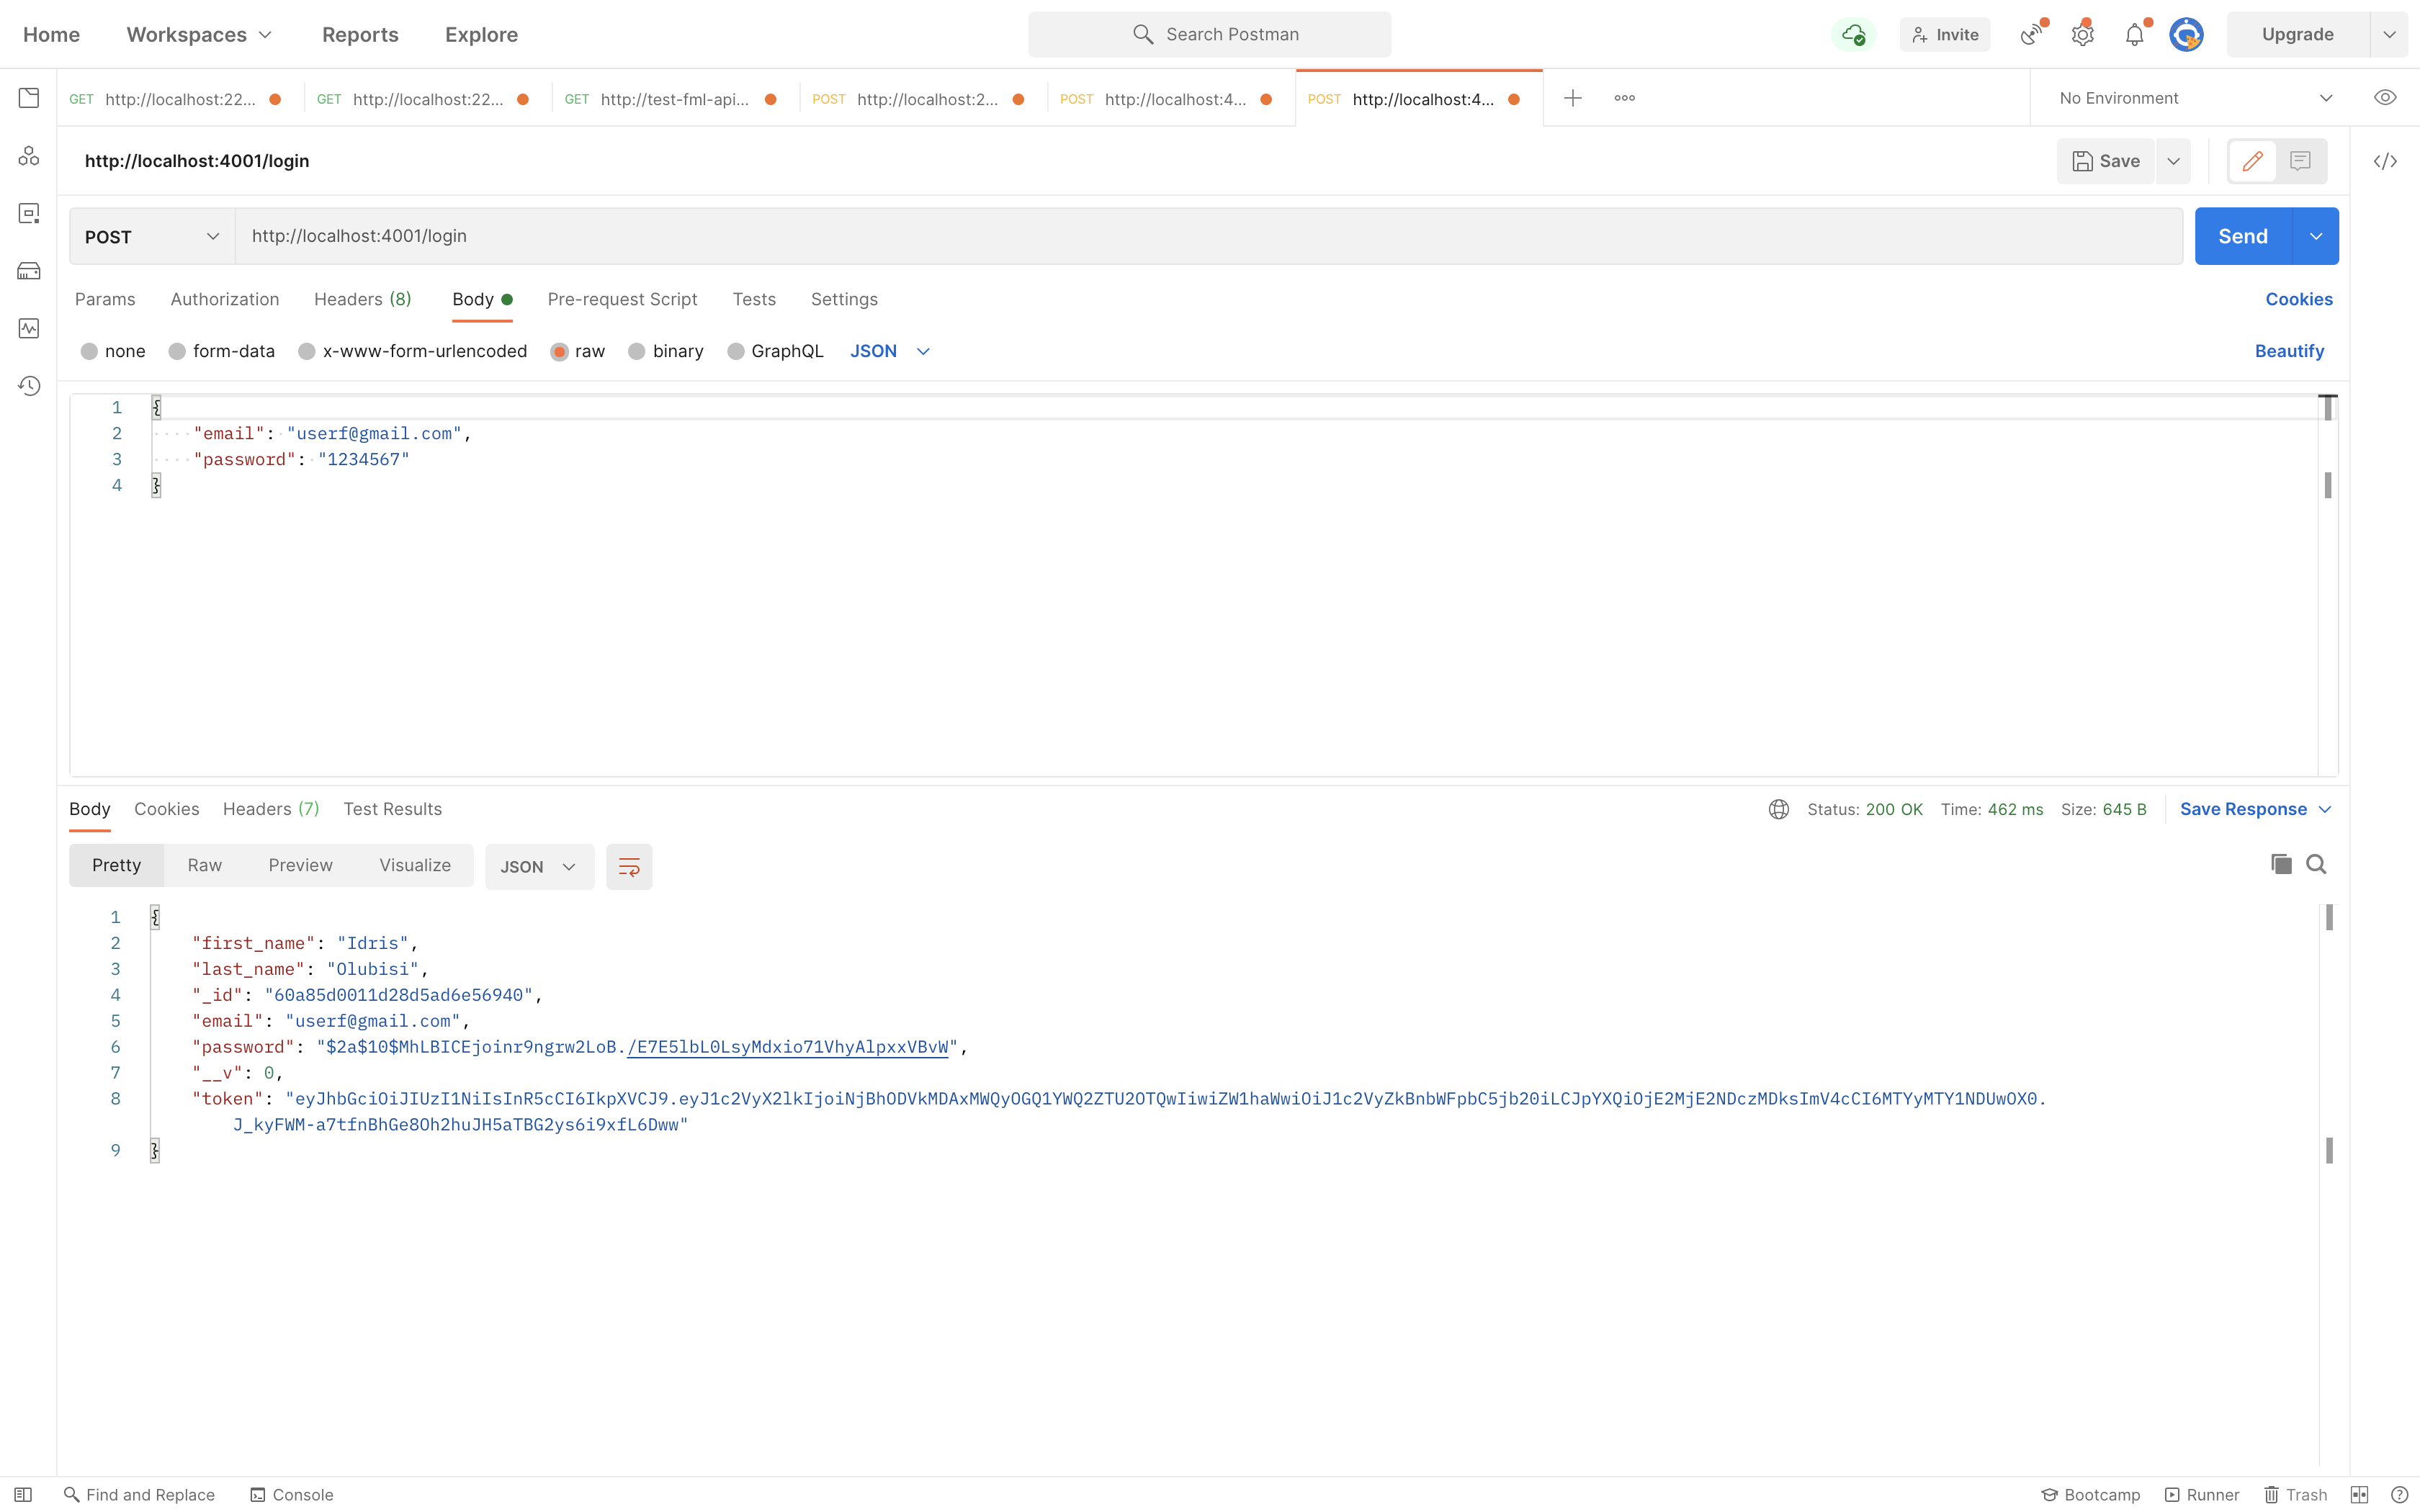 Home Workspaces Reports Explore Search Postman Invite Upgrade
GET http://localhost:22... GET http://localhost:22... GET http://test-fml-api... POST http://localhost:2... POST http://localhost:4... POST http://localhost:4... No Environment
http://localhost:4001/login Save
POST http://localhost:4001/login Send
Params Authorization Headers (8) Body Pre-request Script Tests Settings Cookies
none form-data x-www-form-urlencoded raw binary GraphQL JSON Beautify
1 {
2 "email": "userf@gmail.com",
3 "password": "1234567"
4 }
Body Cookies Headers (7) Test Results Status: 200 OK Time: 462 ms Size: 645 B Save Response
Pretty Raw Preview Visualize JSON
1 {
2 "first_name": "Idris",
3 "last_name": "Olubisi",
4 "_id": "60a85d0011d28d5ad6e56940",
5 "email": "userf@gmail.com",
6 "password": "$2a$10$MhLBICEjoinr9ngrw2LoB./E7E5lbL0LsyMdxio71VhyAlpxxVBvW",
7 "__v": 0,
8 "token": "eyJhbGciOiJIUzI1NiIsInR5cCI6IkpXVCJ9.eyJ1c2VyX2lkIjoiNjBhODVkMDAxMWQyOGQ1YWQ2ZTU2OTQwIiwiZW1haWwiOiJ1c2VyZkBnbWFpbC5jb20iLCJpYXQiOjE2MjE2NDczMDksImV4cCI6MTYyMTY1NDUwOX0.
J_kyFWM-a7tfnBhGe8Oh2huJH5aTBG2ys6i9xfL6Dww"
9 }
Find and Replace Console Bootcamp Runner Trash